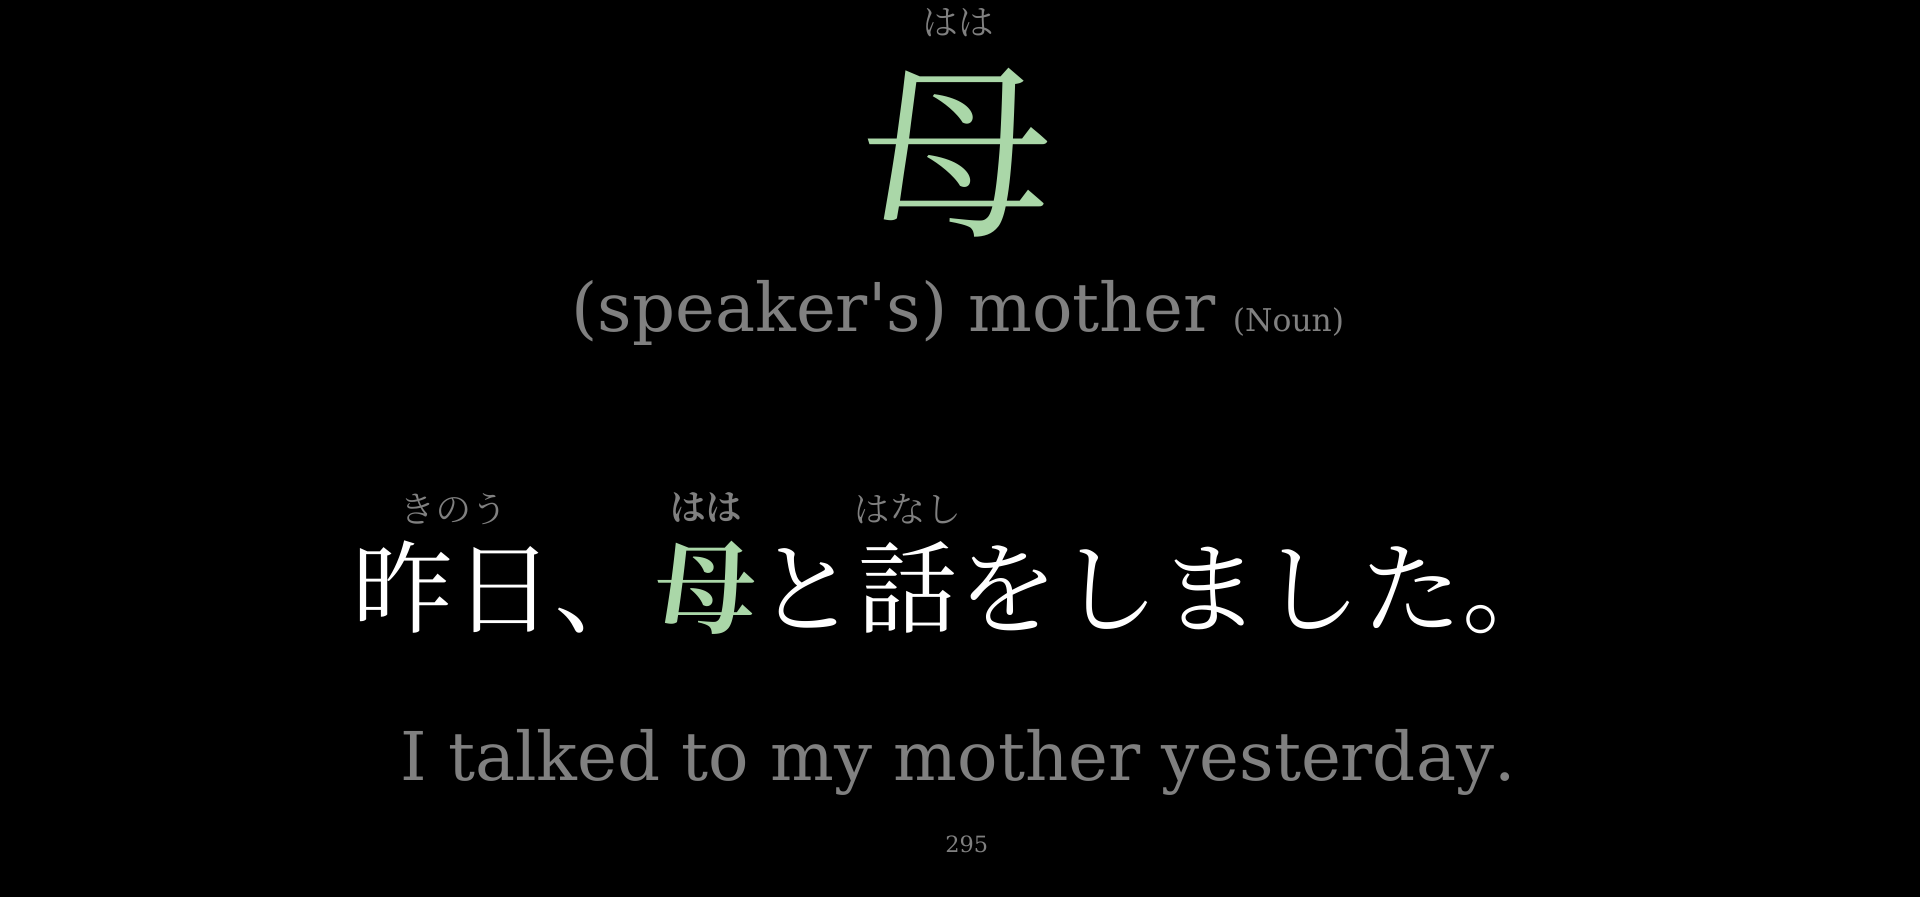 はは
母
(speaker's) mother (Noun)
きのう はは はなし
昨日、母と話をしました。
I talked to my mother yesterday.
295